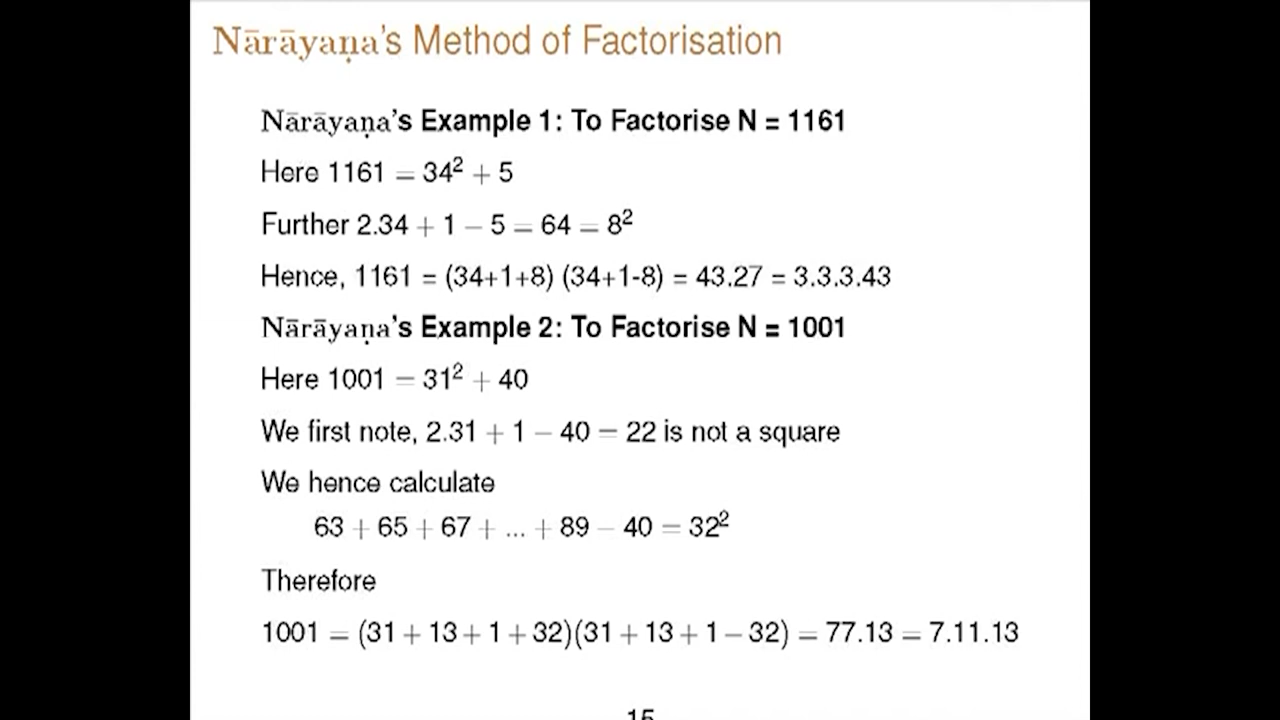 Nārāyaṇa's Method of Factorisation
Nārāyaṇa's Example 1: To Factorise N = 1161
Here 1161 = 34² + 5
Further 2.34 + 1 − 5 = 64 = 8²
Hence, 1161 = (34+1+8) (34+1-8) = 43.27 = 3.3.3.43
Nārāyaṇa's Example 2: To Factorise N = 1001
Here 1001 = 31² + 40
We first note, 2.31 + 1 − 40 = 22 is not a square
We hence calculate
63 + 65 + 67 + ... + 89 − 40 = 32²
Therefore
1001 = (31 + 13 + 1 + 32)(31 + 13 + 1 − 32) = 77.13 = 7.11.13
15